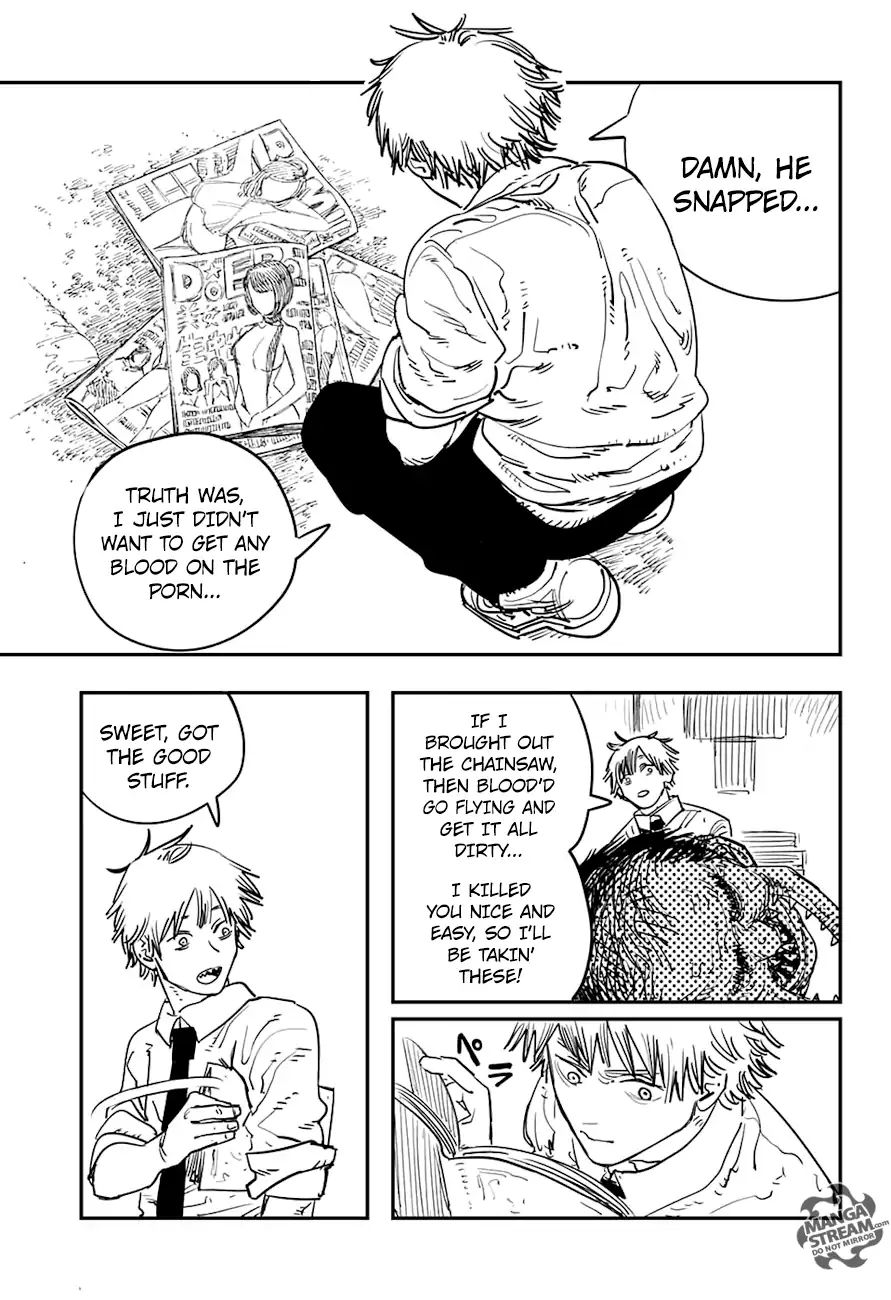 DAMN, HE
SNAPPED...
D★ERO
TRUTH WAS,
I JUST DIDN'T
WANT TO GET ANY
BLOOD ON THE
PORN...
IF I
BROUGHT OUT
THE CHAINSAW,
THEN BLOOD'D
GO FLYING AND
GET IT ALL
DIRTY...
I KILLED
YOU NICE AND
EASY, SO I'LL
BE TAKIN'
THESE!
ペラ
SWEET, GOT
THE GOOD
STUFF.
MANGA
STREAM.COM
DO NOT MIRROR